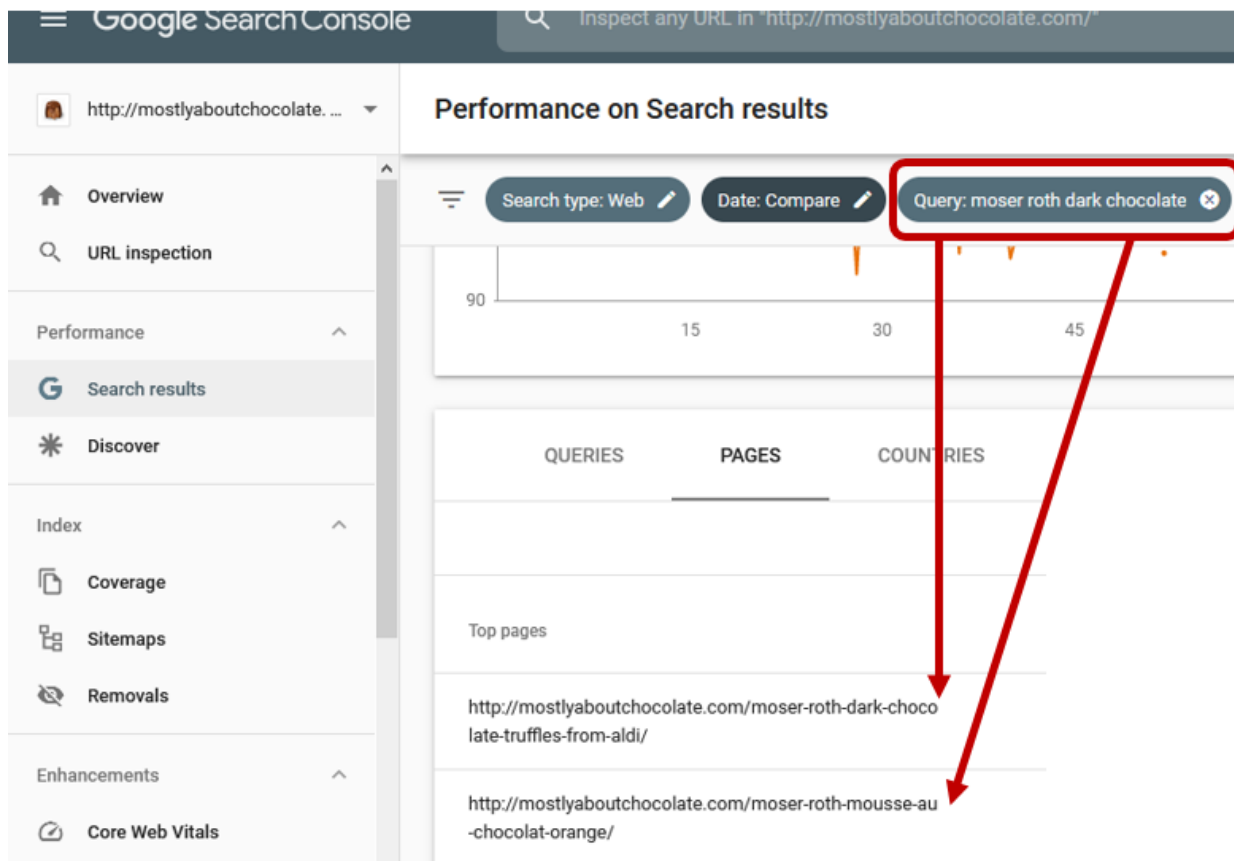 Google Search Console
Inspect any URL in "http://mostlyaboutchocolate.com/"
http://mostlyaboutchocolate. ...
Performance on Search results
Overview
URL inspection
Performance
Search results
Discover
Index
Coverage
Sitemaps
Removals
Enhancements
Core Web Vitals
Search type: Web
Date: Compare
Query: moser roth dark chocolate
90
15
30
45
QUERIES
PAGES
COUNTRIES
Top pages
http://mostlyaboutchocolate.com/moser-roth-dark-choco
late-truffles-from-aldi/
http://mostlyaboutchocolate.com/moser-roth-mousse-au
-chocolat-orange/